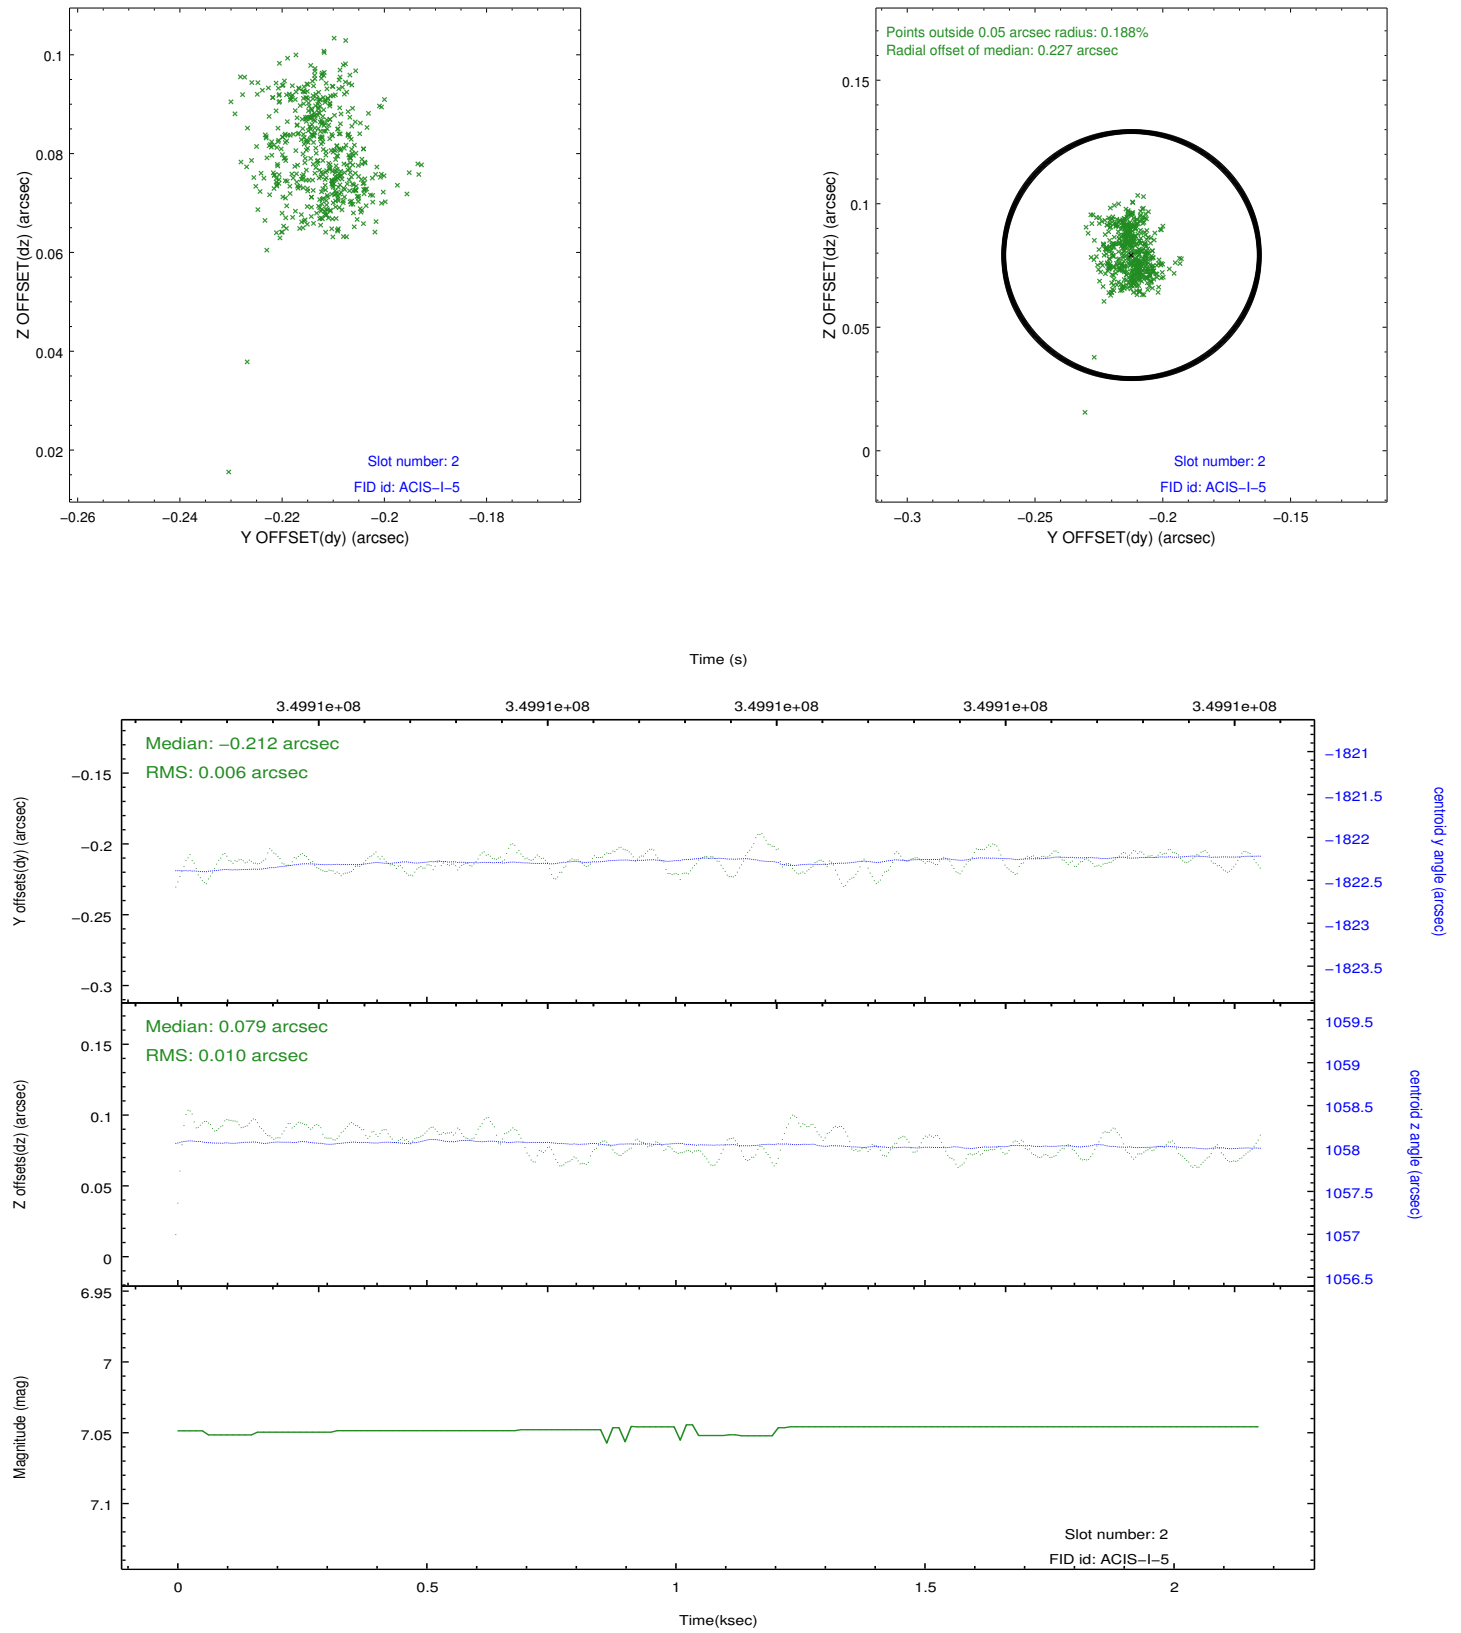 0.1
0.08
0.06
0.04
0.02
Z OFFSET(dz) (arcsec)
Slot number: 2
FID id: ACIS−I−5
−0.26 −0.24 −0.22 −0.2 −0.18
Y OFFSET(dy) (arcsec)
Points outside 0.05 arcsec radius: 0.188%
Radial offset of median: 0.227 arcsec
0.15
0.1
0.05
0
Z OFFSET(dz) (arcsec)
Slot number: 2
FID id: ACIS−I−5
−0.3 −0.25 −0.2 −0.15
Y OFFSET(dy) (arcsec)
Time (s)
3.4991e+08 3.4991e+08 3.4991e+08 3.4991e+08 3.4991e+08
Median: −0.212 arcsec
RMS: 0.006 arcsec
−0.15
−0.2
−0.25
−0.3
Y offsets(dy) (arcsec)
−1821
−1821.5
−1822
−1822.5
−1823
−1823.5
centroid y angle (arcsec)
Median: 0.079 arcsec
RMS: 0.010 arcsec
0.15
0.1
0.05
0
Z offsets(dz) (arcsec)
1059.5
1059
1058.5
1058
1057.5
1057
1056.5
centroid z angle (arcsec)
6.95
7
7.05
7.1
Magnitude (mag)
Slot number: 2
FID id: ACIS−I−5
0 0.5 1 1.5 2
Time(ksec)